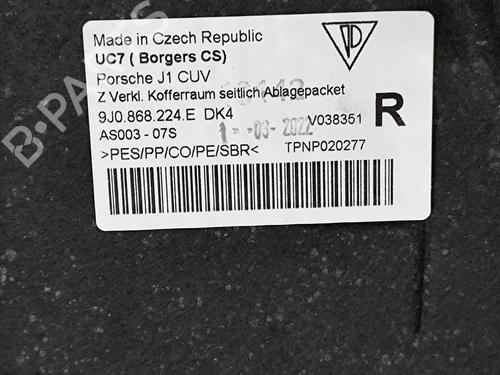 Made in Czech Republic
UC7 ( Borgers CS)
Porsche J1 CUV
Z Verkl. Kofferraum seitlich Ablagepacket
9J0.868.224.E DK4
AS003 - 07S
-03-2022
V038351
R
>PES/PP/CO/PE/SBR<
TPNP020277